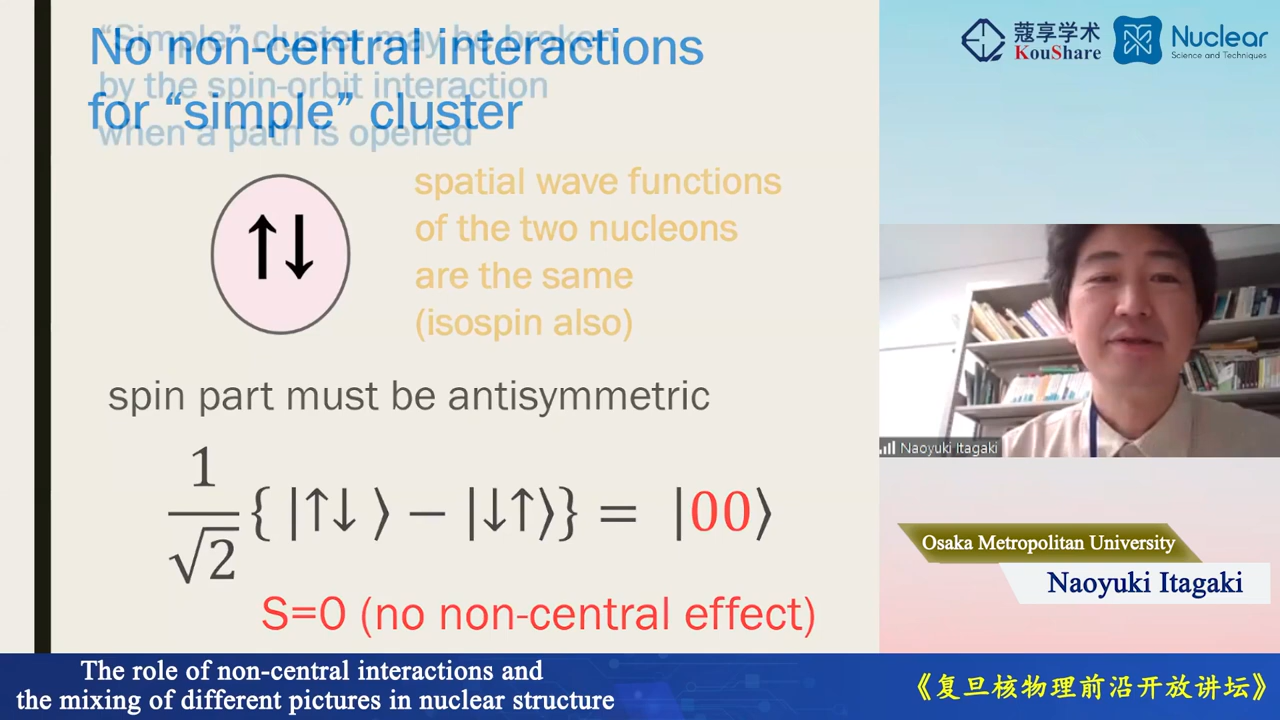 No non-central interactions
for “simple” cluster
“Simple” cluster may be broken
by the spin-orbit interaction
when a path is opened
↑↓
spatial wave functions
of the two nucleons
are the same
(isospin also)
spin part must be antisymmetric
1/√2 { |↑↓ ⟩ − |↓↑⟩} = |00⟩
S=0 (no non-central effect)
蔻享学术
KouShare
Nuclear
Science and Techniques
Naoyuki Itagaki
Osaka Metropolitan University
Naoyuki Itagaki
The role of non-central interactions and
the mixing of different pictures in nuclear structure
《复旦核物理前沿开放讲坛》